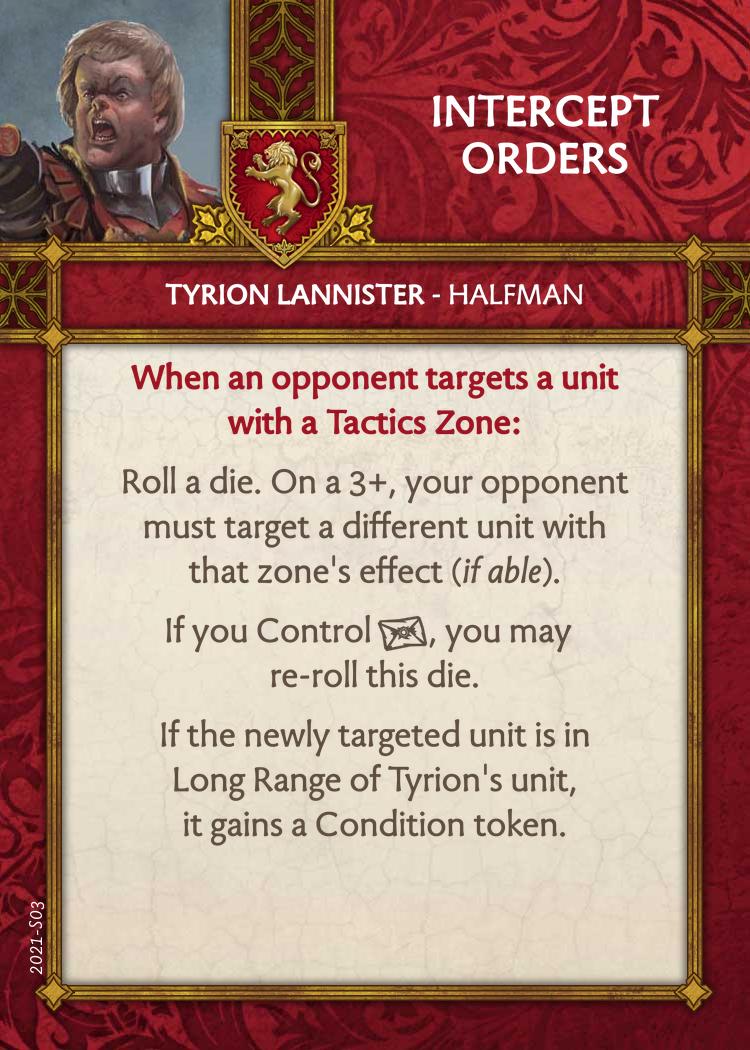 INTERCEPT
ORDERS
TYRION LANNISTER - HALFMAN
When an opponent targets a unit
with a Tactics Zone:
Roll a die. On a 3+, your opponent
must target a different unit with
that zone's effect (if able).
If you Control , you may
re-roll this die.
If the newly targeted unit is in
Long Range of Tyrion's unit,
it gains a Condition token.
2021-S03